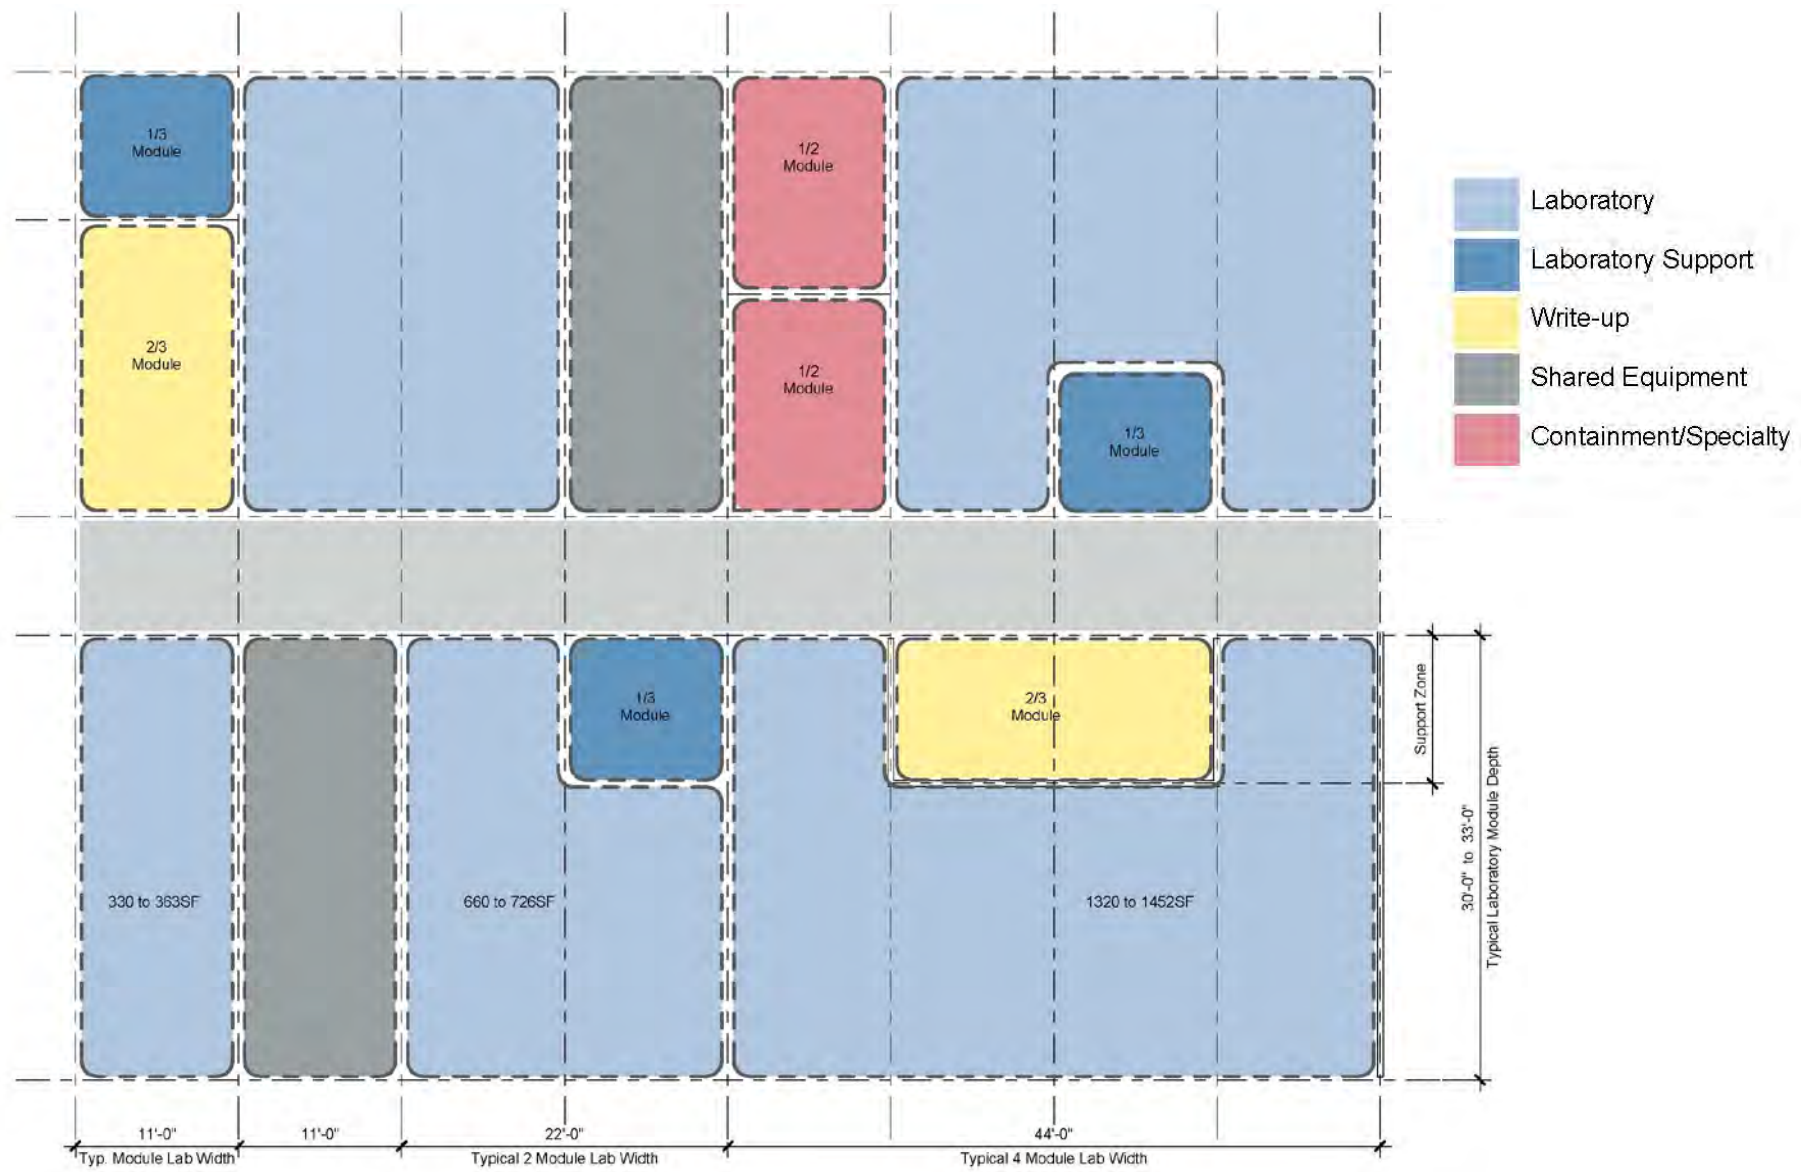 1/3
Module
2/3
Module
1/2
Module
1/2
Module
1/3
Module
Laboratory
Laboratory Support
Write-up
Shared Equipment
Containment/Specialty
1/3
Module
2/3
Module
330 to 363SF
660 to 726SF
1320 to 1452SF
Support Zone
30'-0" to 33'-0"
Typical Laboratory Module Depth
11'-0"
11'-0"
22'-0"
44'-0"
Typ. Module Lab Width
Typical 2 Module Lab Width
Typical 4 Module Lab Width